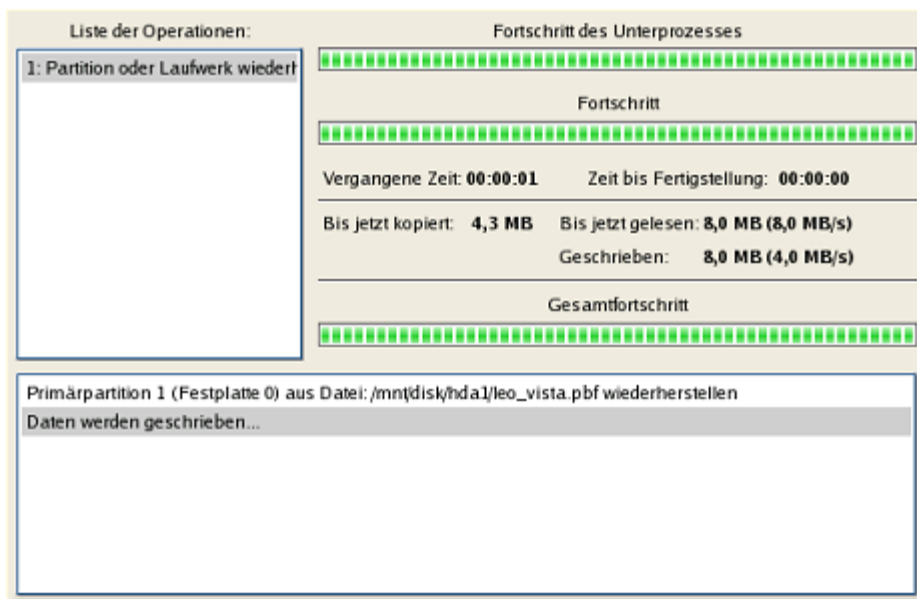 Liste der Operationen:
1: Partition oder Laufwerk wiederh
Fortschritt des Unterprozesses
Fortschritt
Vergangene Zeit: 00:00:01 Zeit bis Fertigstellung: 00:00:00
Bis jetzt kopiert: 4,3 MB Bis jetzt gelesen: 8,0 MB (8,0 MB/s)
Geschrieben: 8,0 MB (4,0 MB/s)
Gesamtfortschritt
Primärpartition 1 (Festplatte 0) aus Datei: /mnt/disk/hda1/leo_vista.pbf wiederherstellen
Daten werden geschrieben...